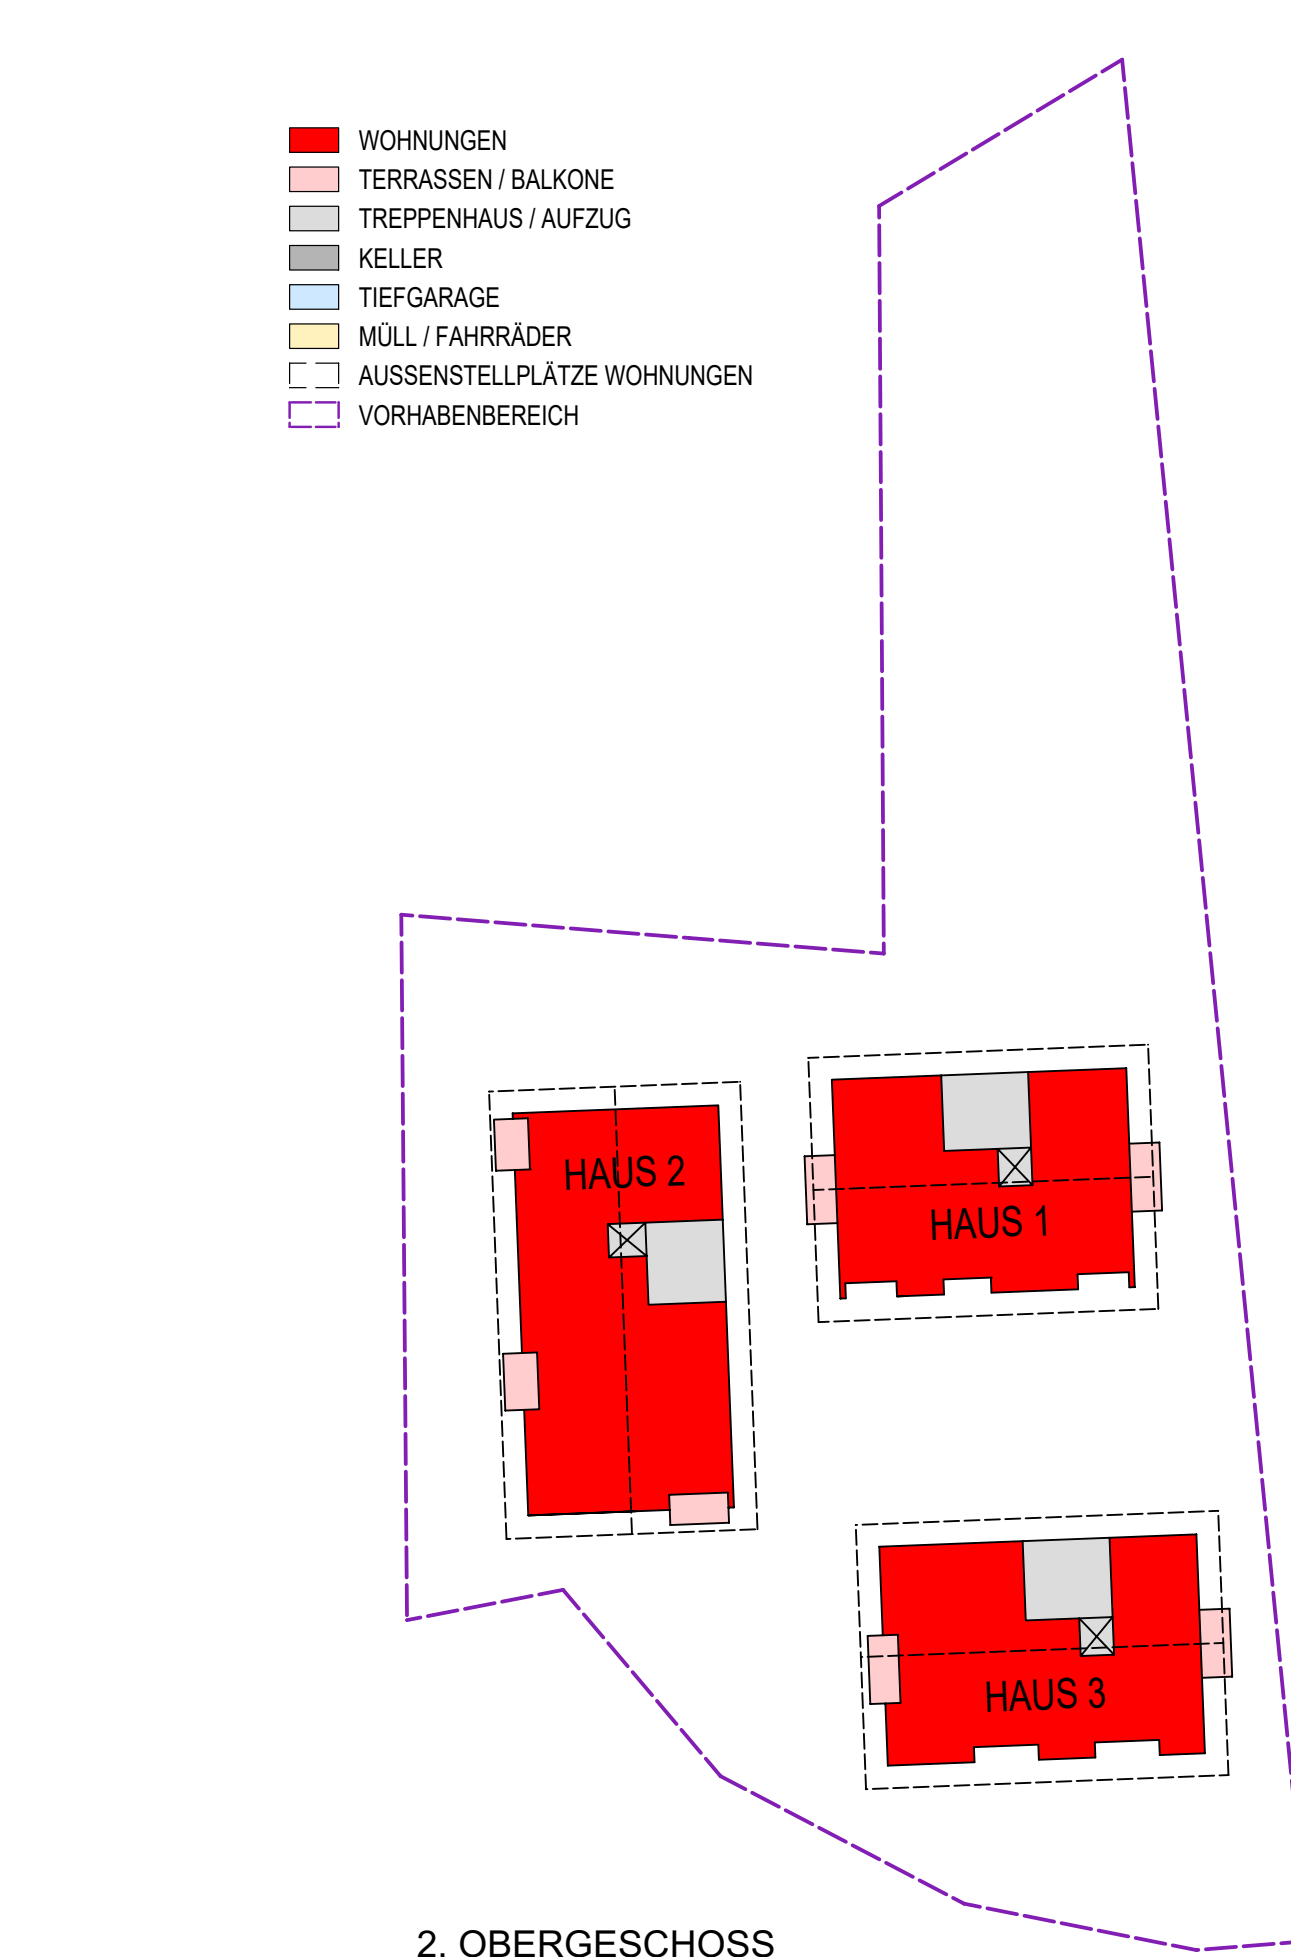 WOHNUNGEN
TERRASSEN / BALKONE
TREPPENHAUS / AUFZUG
KELLER
TIEFGARAGE
MÜLL / FAHRRÄDER
AUSSENSTELLPLÄTZE WOHNUNGEN
VORHABENBEREICH
HAUS 2
HAUS 1
HAUS 3
2. OBERGESCHOSS